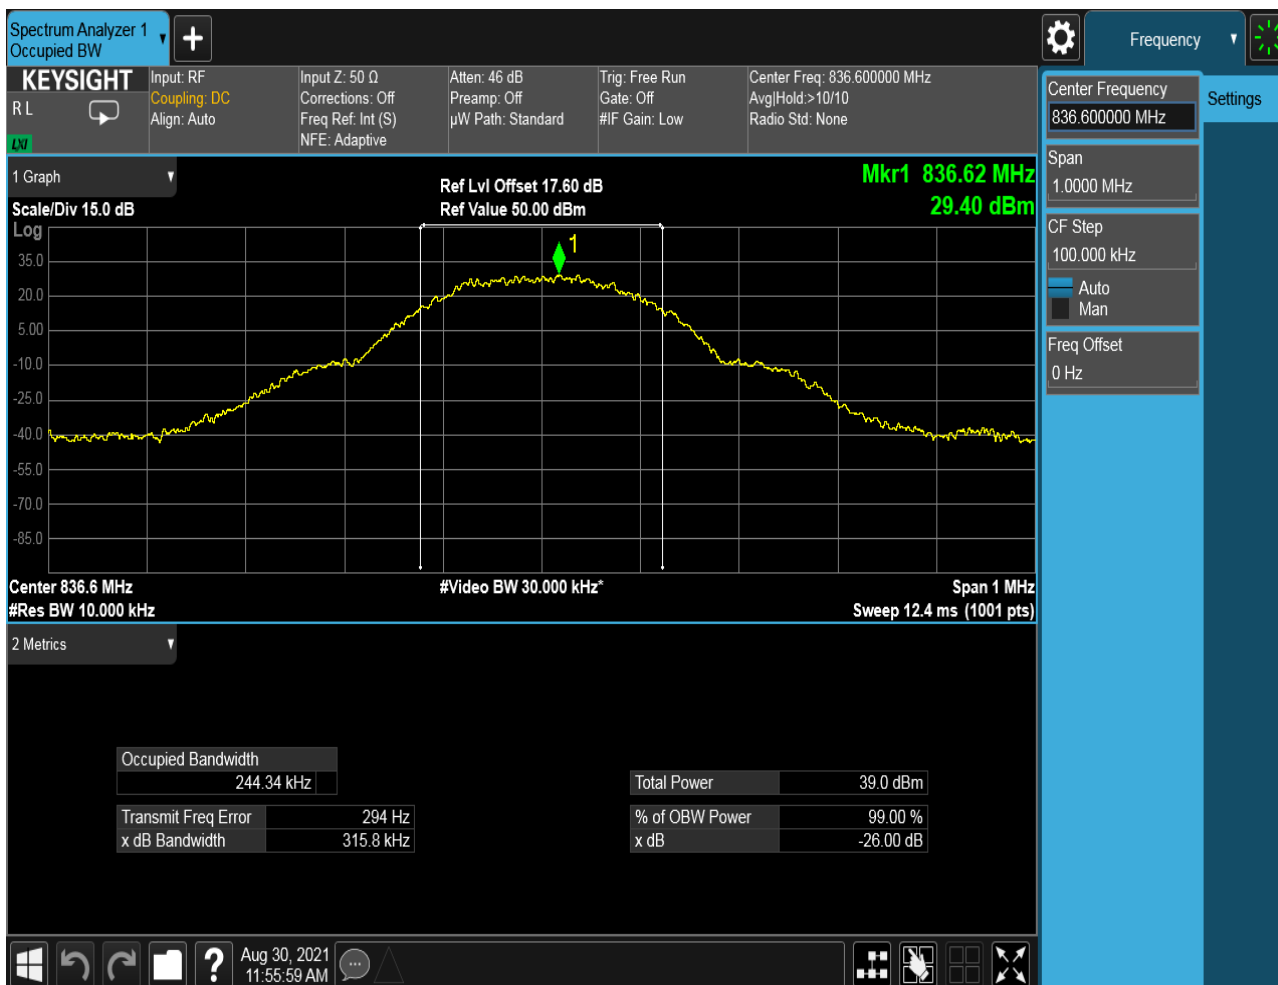 Spectrum Analyzer 1
Occupied BW
Frequency
KEYSIGHT
R L
LXI
Input: RF
Coupling: DC
Align: Auto
Input Z: 50 Ω
Corrections: Off
Freq Ref: Int (S)
NFE: Adaptive
Atten: 46 dB
Preamp: Off
µW Path: Standard
Trig: Free Run
Gate: Off
#IF Gain: Low
Center Freq: 836.600000 MHz
Avg|Hold:>10/10
Radio Std: None
Center Frequency
836.600000 MHz
Settings
Span
1.0000 MHz
CF Step
100.000 kHz
Auto
Man
Freq Offset
0 Hz
1 Graph
Scale/Div 15.0 dB
Ref Lvl Offset 17.60 dB
Ref Value 50.00 dBm
Mkr1 836.62 MHz
29.40 dBm
Log
1
35.0
20.0
5.00
-10.0
-25.0
-40.0
-55.0
-70.0
-85.0
Center 836.6 MHz
#Video BW 30.000 kHz*
Span 1 MHz
#Res BW 10.000 kHz
Sweep 12.4 ms (1001 pts)
2 Metrics
Occupied Bandwidth
244.34 kHz
Total Power 39.0 dBm
Transmit Freq Error 294 Hz
% of OBW Power 99.00 %
x dB Bandwidth 315.8 kHz
x dB -26.00 dB
?
Aug 30, 2021
11:55:59 AM